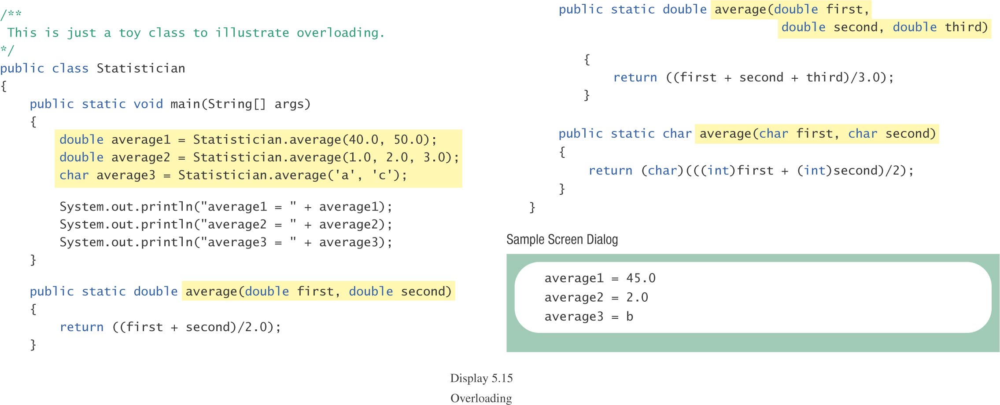 /**
 This is just a toy class to illustrate overloading.
*/
public class Statistician
{
    public static void main(String[] args)
    {
        double average1 = Statistician.average(40.0, 50.0);
        double average2 = Statistician.average(1.0, 2.0, 3.0);
        char average3 = Statistician.average('a', 'c');
        System.out.println("average1 = " + average1);
        System.out.println("average2 = " + average2);
        System.out.println("average3 = " + average3);
    }
    public static double average(double first, double second)
    {
        return ((first + second)/2.0);
    }
    public static double average(double first,
                                  double second, double third)
    {
        return ((first + second + third)/3.0);
    }
    public static char average(char first, char second)
    {
        return (char)(((int)first + (int)second)/2);
    }
}
Sample Screen Dialog
average1 = 45.0
average2 = 2.0
average3 = b
Display 5.15
Overloading